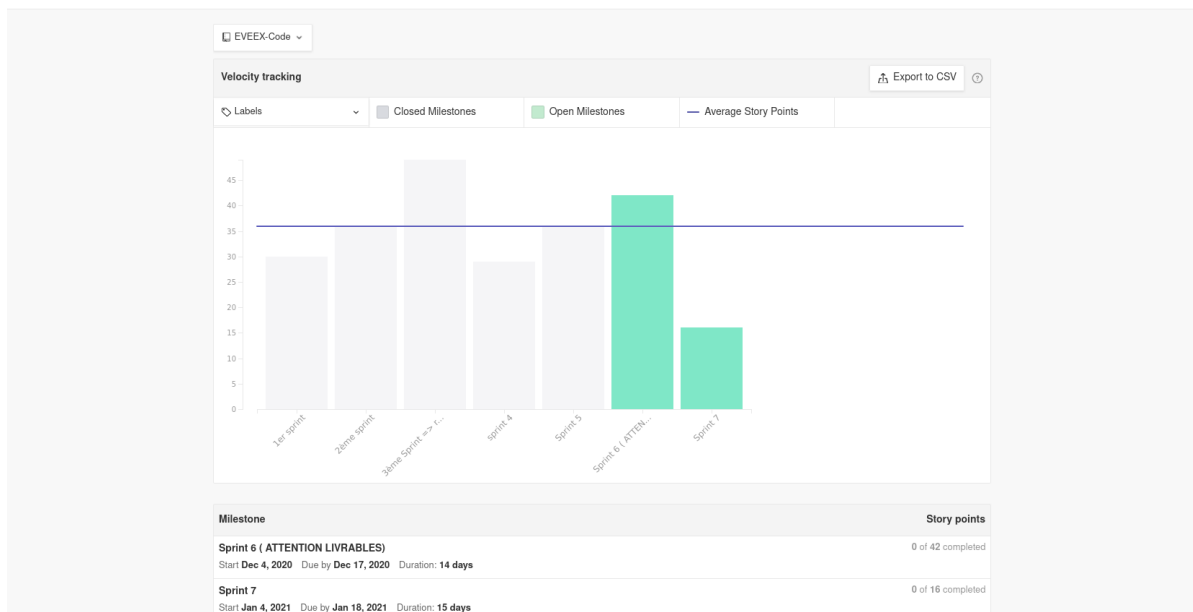 EVEEX-Code
Velocity tracking
Export to CSV
Labels
Closed Milestones
Open Milestones
Average Story Points
45
40
35
30
25
20
15
10
5
0
1er sprint
2ème sprint
3ème Sprint => r...
sprint 4
Sprint 5
Sprint 6 ( ATTEN...
Sprint 7
Milestone Story points
Sprint 6 ( ATTENTION LIVRABLES) 0 of 42 completed
Start Dec 4, 2020 Due by Dec 17, 2020 Duration: 14 days
Sprint 7 0 of 16 completed
Start Jan 4, 2021 Due by Jan 18, 2021 Duration: 15 days